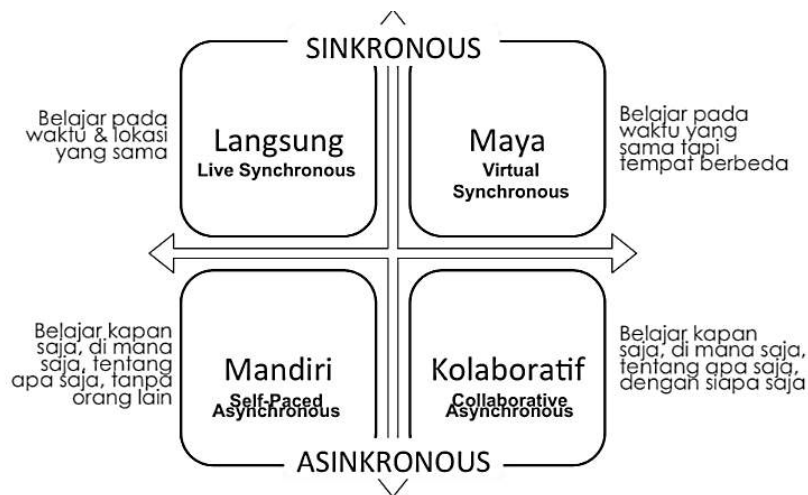 SINKRONOUS
Belajar pada
waktu & lokasi
yang sama
Langsung
Live Synchronous
Maya
Virtual
Synchronous
Belajar pada
waktu yang
sama tapi
tempat berbeda
Belajar kapan
saja, di mana
saja, tentang
apa saja, tanpa
orang lain
Mandiri
Self-Paced
Asynchronous
Kolaboratif
Collaborative
Asynchronous
Belajar kapan
saja, di mana saja,
tentang apa saja,
dengan siapa saja
ASINKRONOUS